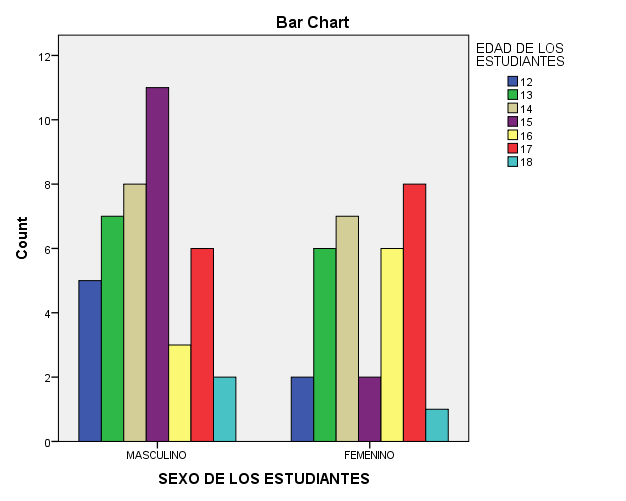 Bar Chart
EDAD DE LOS
ESTUDIANTES
12
13
14
15
16
17
18
12
10
8
6
4
2
0
Count
MASCULINO
FEMENINO
SEXO DE LOS ESTUDIANTES